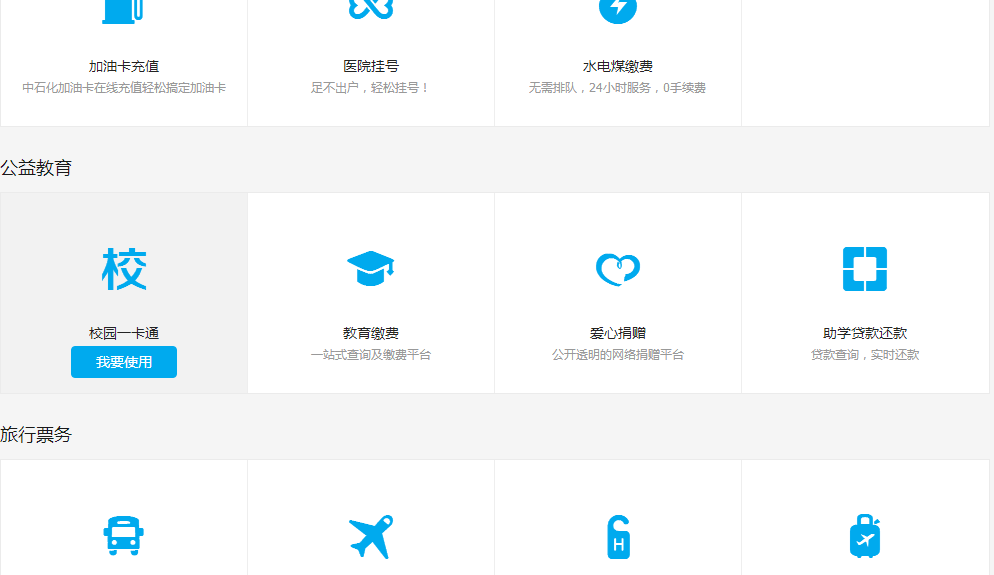 加油卡充值
中石化加油卡在线充值轻松搞定加油卡
医院挂号
足不出户，轻松挂号！
水电煤缴费
无需排队，24小时服务，0手续费
公益教育
校
校园一卡通
我要使用
教育缴费
一站式查询及缴费平台
爱心捐赠
公开透明的网络捐赠平台
助学贷款还款
贷款查询，实时还款
旅行票务
H